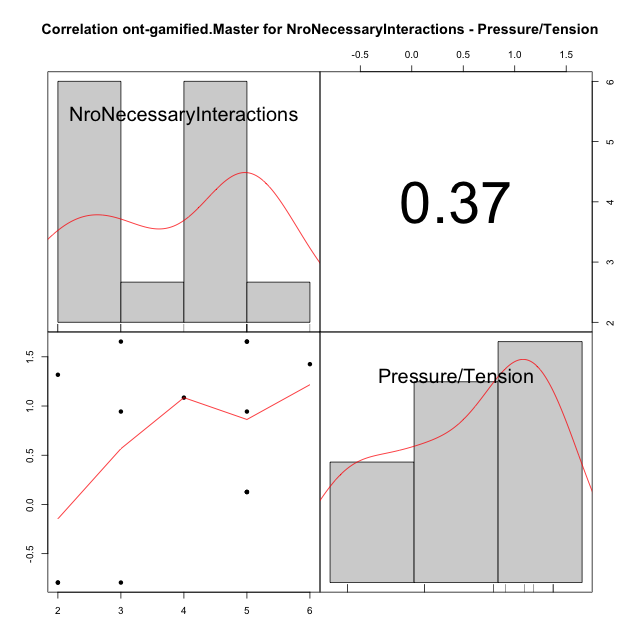 Correlation ont-gamified.Master for NroNecessaryInteractions - Pressure/Tension
-0.5 0.0 0.5 1.0 1.5
NroNecessaryInteractions
0.37
6
5
4
3
2
1.5
1.0
0.5
0.0
-0.5
Pressure/Tension
2 3 4 5 6